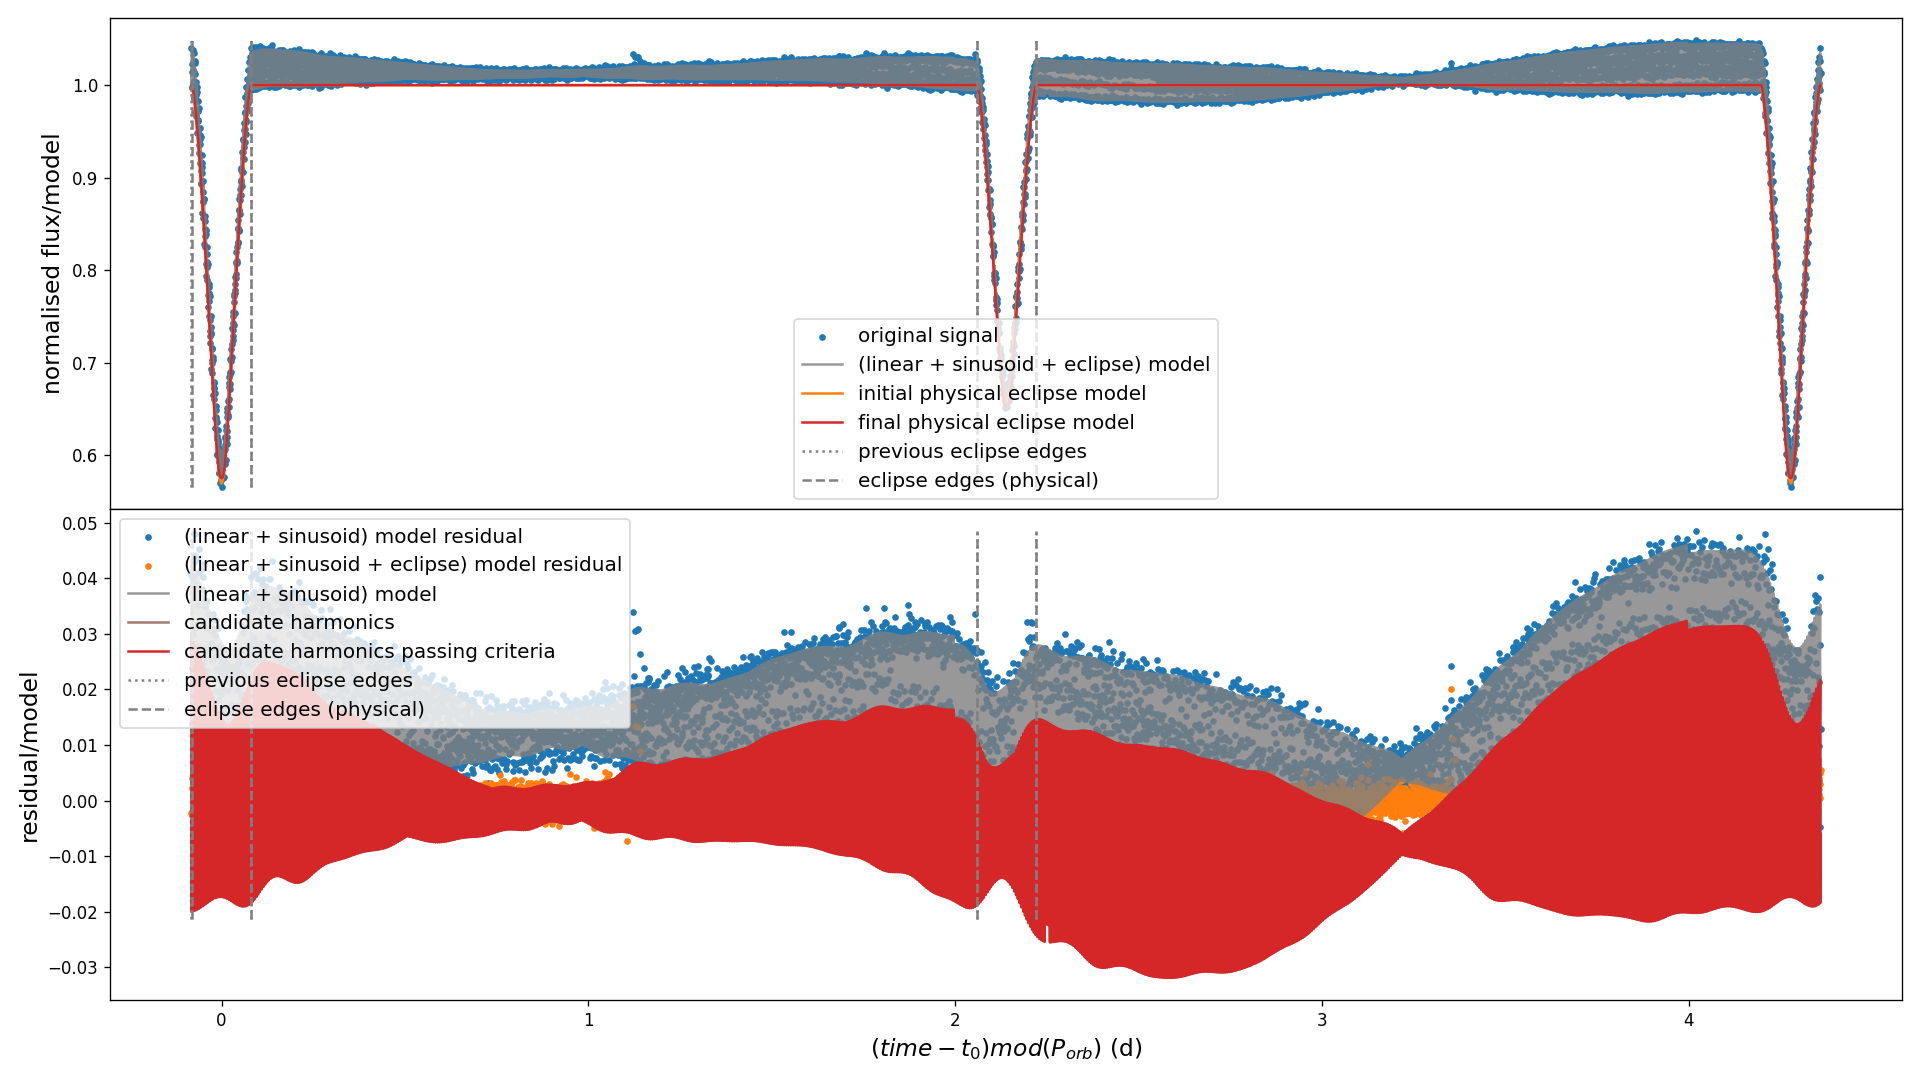 normalised flux/model
1.0
0.9
0.8
0.7
0.6
original signal
(linear + sinusoid + eclipse) model
initial physical eclipse model
final physical eclipse model
previous eclipse edges
eclipse edges (physical)
residual/model
0.05
0.04
0.03
0.02
0.01
0.00
−0.01
−0.02
−0.03
(linear + sinusoid) model residual
(linear + sinusoid + eclipse) model residual
(linear + sinusoid) model
candidate harmonics
candidate harmonics passing criteria
previous eclipse edges
eclipse edges (physical)
0 1 2 3 4
(time − t₀)mod(P_orb) (d)